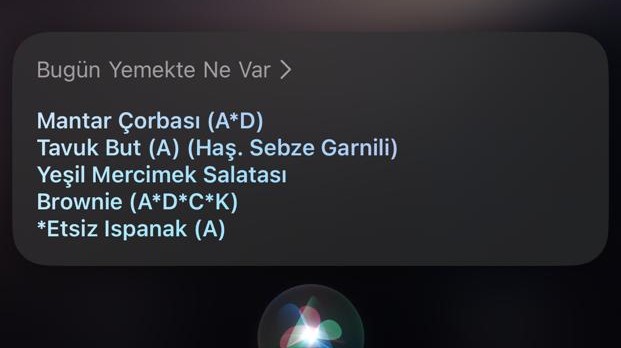 Bugün Yemekte Ne Var >
Mantar Çorbası (A*D)
Tavuk But (A) (Haş. Sebze Garnili)
Yeşil Mercimek Salatası
Brownie (A*D*C*K)
*Etsiz Ispanak (A)